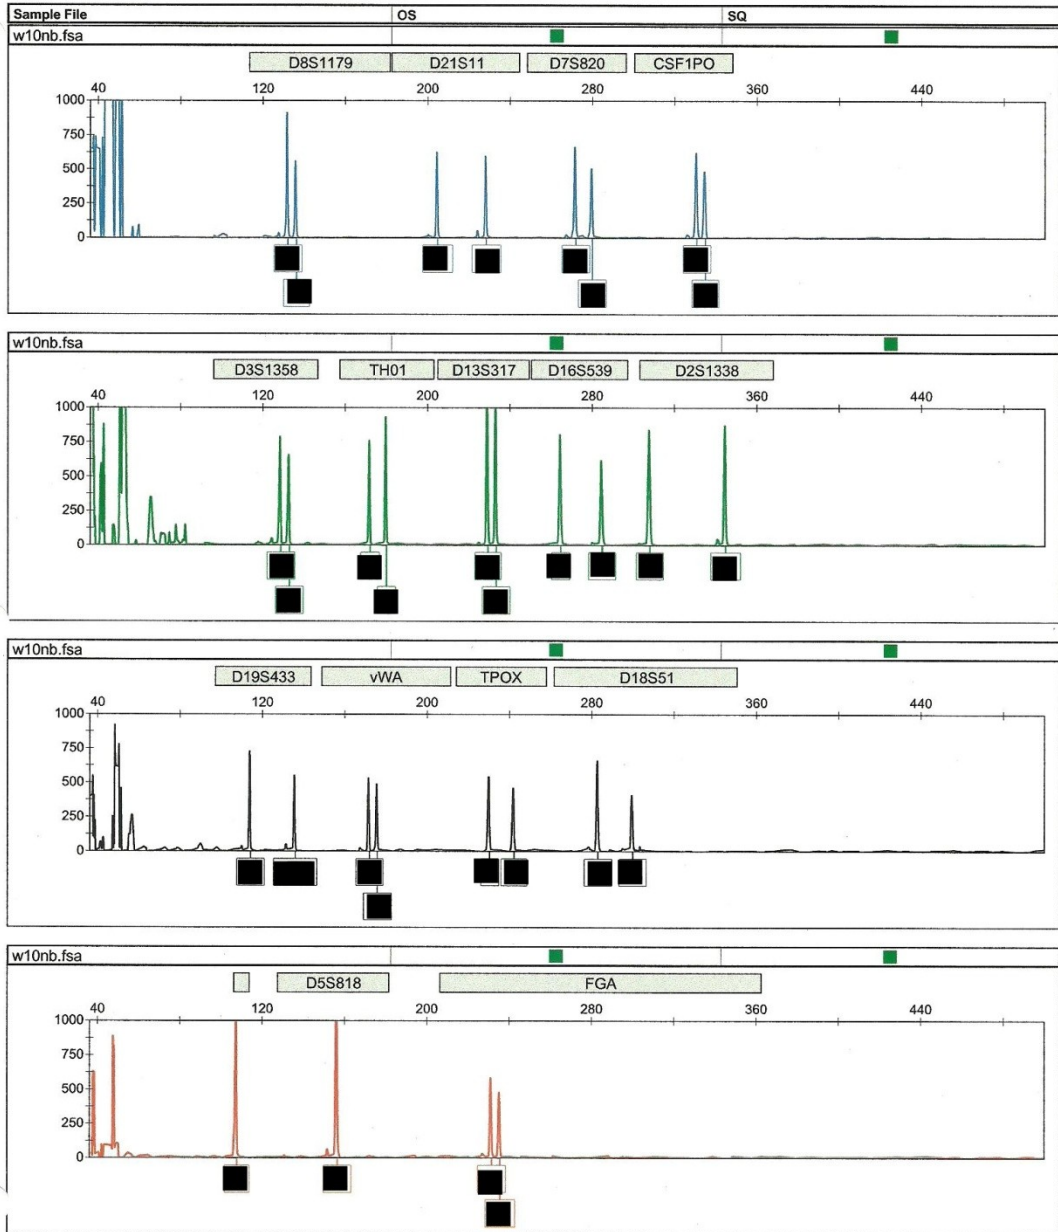 Sample File OS SQ
w10nb.fsa
D8S1179 D21S11 D7S820 CSF1PO
40 120 200 280 360 440
1000
750
500
250
0
w10nb.fsa
D3S1358 TH01 D13S317 D16S539 D2S1338
40 120 200 280 360 440
1000
750
500
250
0
w10nb.fsa
D19S433 vWA TPOX D18S51
40 120 200 280 360 440
1000
750
500
250
0
w10nb.fsa
D5S818 FGA
40 120 200 280 360 440
1000
750
500
250
0